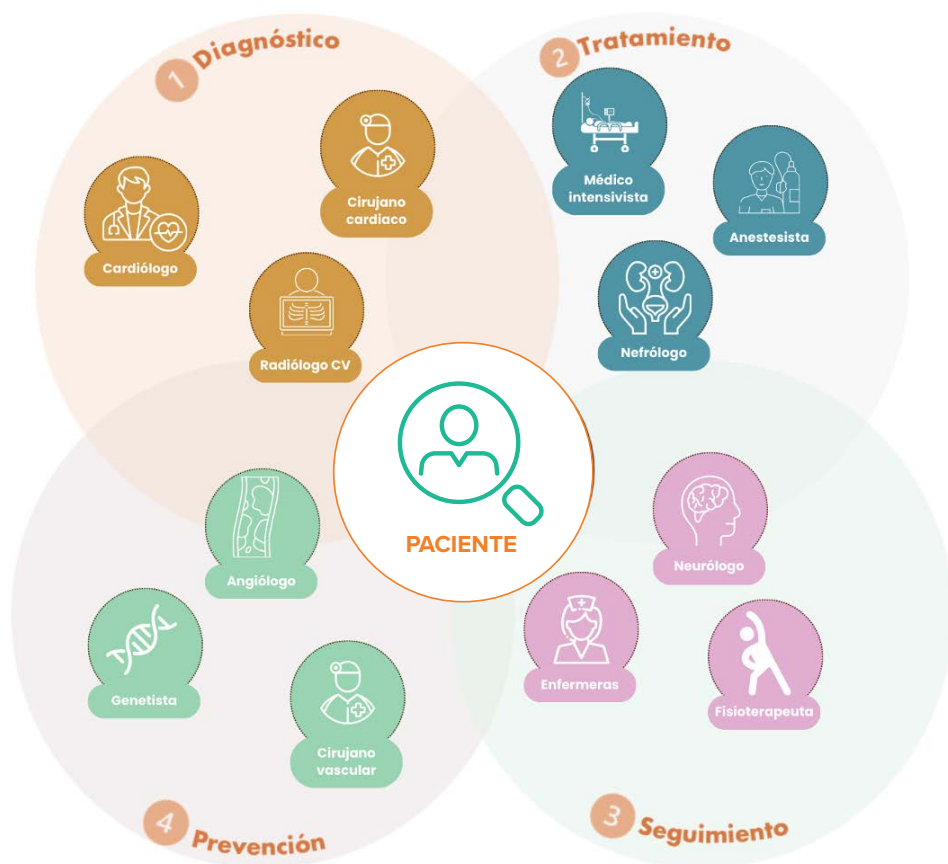 1 Diagnóstico
Cardiólogo
Cirujano
cardiaco
Radiólogo CV
2 Tratamiento
Médico
intensivista
Anestesista
Nefrólogo
PACIENTE
Angiólogo
Genetista
Cirujano
vascular
4 Prevención
Neurólogo
Enfermeras
Fisioterapeuta
3 Seguimiento